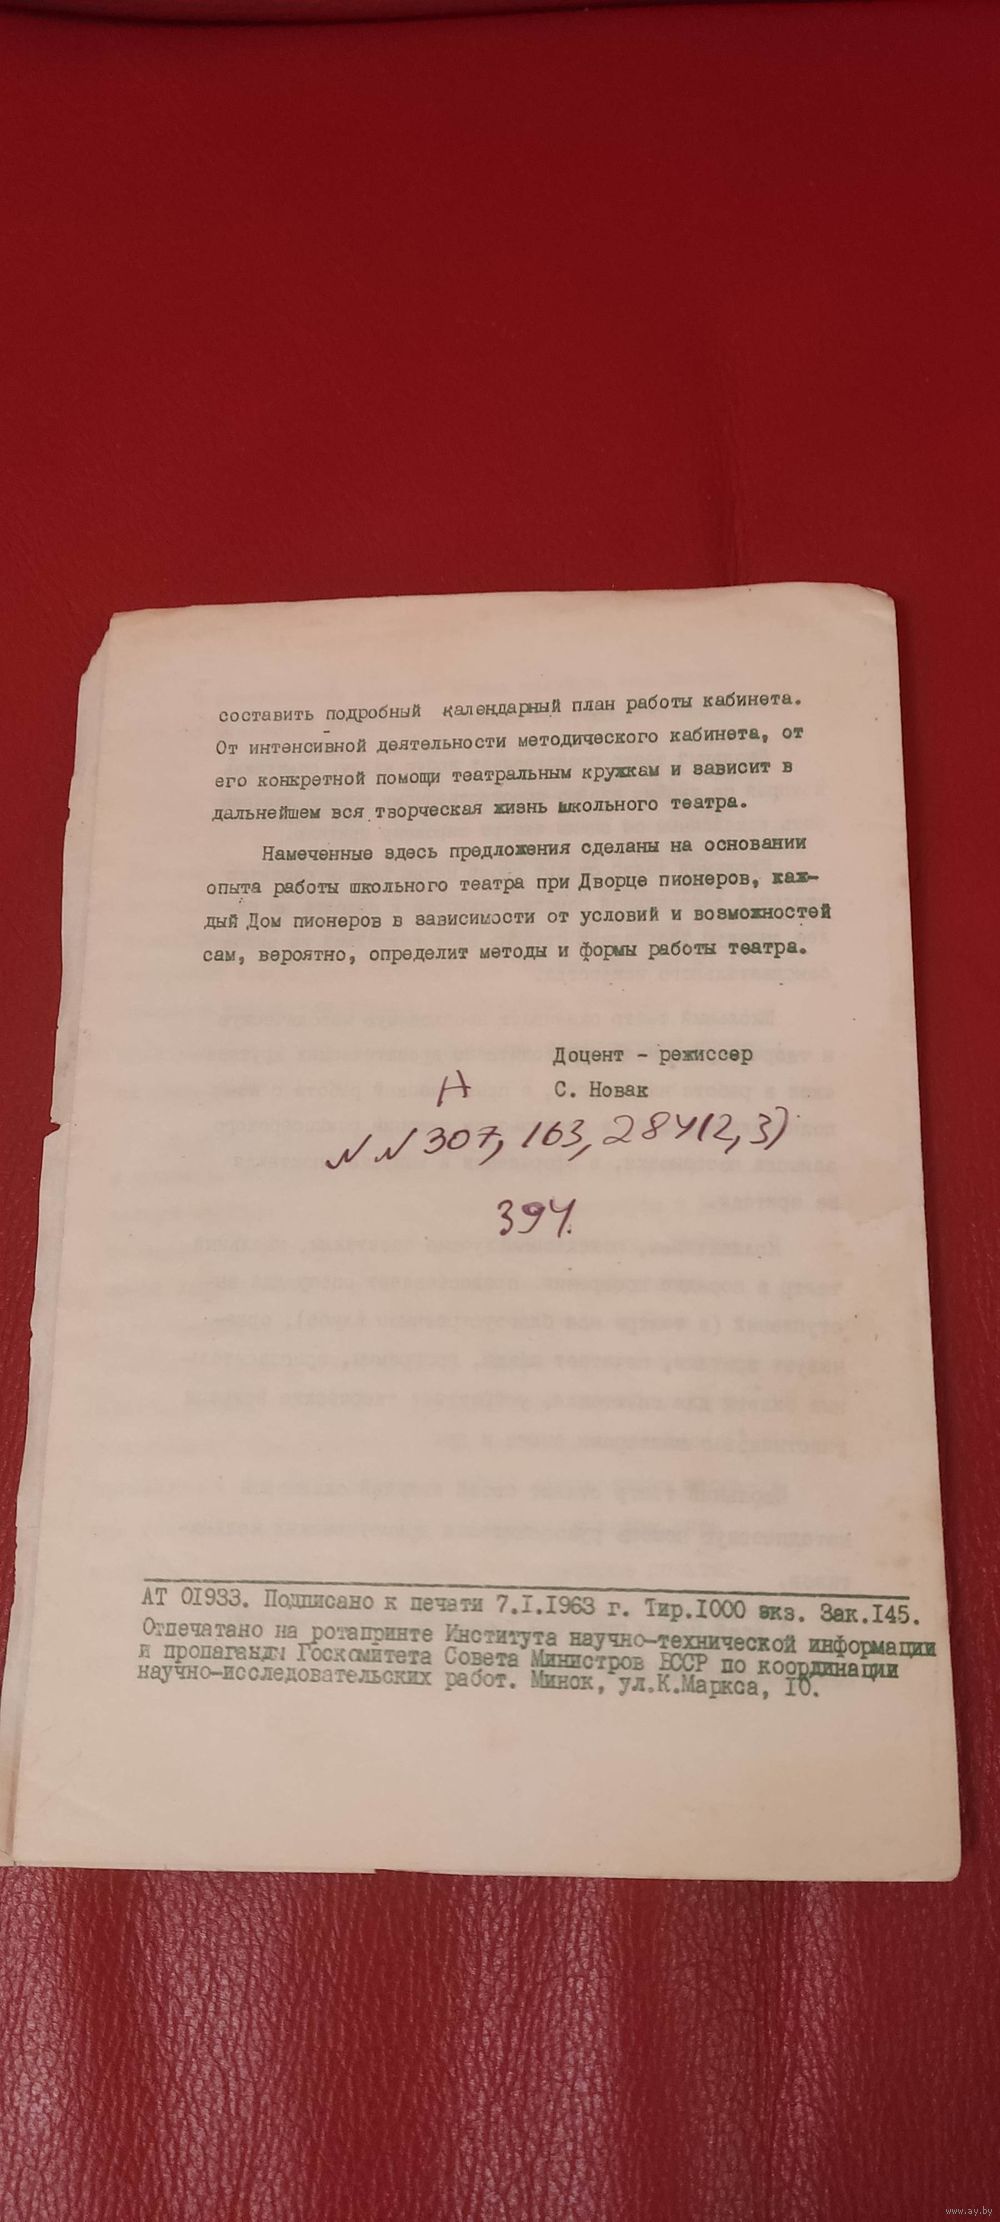 составить подробный календарный план работы кабинета.
От интенсивной деятельности методического кабинета, от
его конкретной помощи театральным кружкам и зависит в
дальнейшем вся творческая жизнь школьного театра.
Намеченные здесь предложения сделаны на основании
опыта работы школьного театра при Дворце пионеров, каж-
дый Дом пионеров в зависимости от условий и возможностей
сам, вероятно, определит методы и формы работы театра.
Доцент - режиссер
С. Новак
N N 307, 163, 284(2,3)
394.
АТ 01933. Подписано к печати 7.I.1963 г. Тир.1000 экз. Зак.145.
Отпечатано на ротапринте Института научно-технической информации
и пропаганды Госкомитета Совета Министров БССР по координации
научно-исследовательских работ. Минск, ул.К.Маркса, 10.
www.ay.by